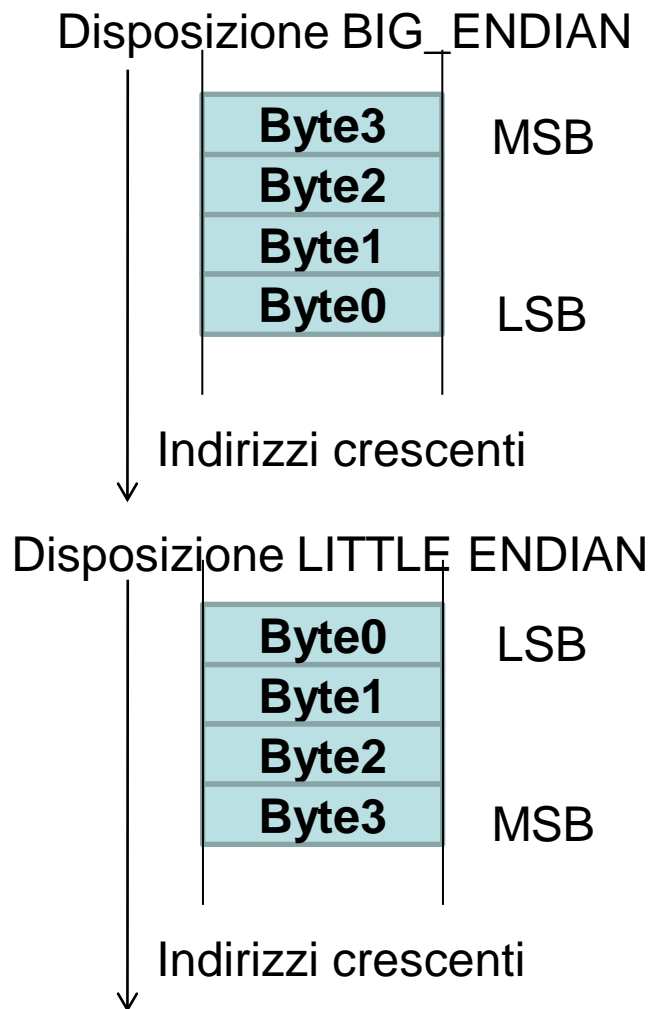 Disposizione BIG_ENDIAN
Byte3 MSB
Byte2
Byte1
Byte0 LSB
Indirizzi crescenti
Disposizione LITTLE ENDIAN
Byte0 LSB
Byte1
Byte2
Byte3 MSB
Indirizzi crescenti